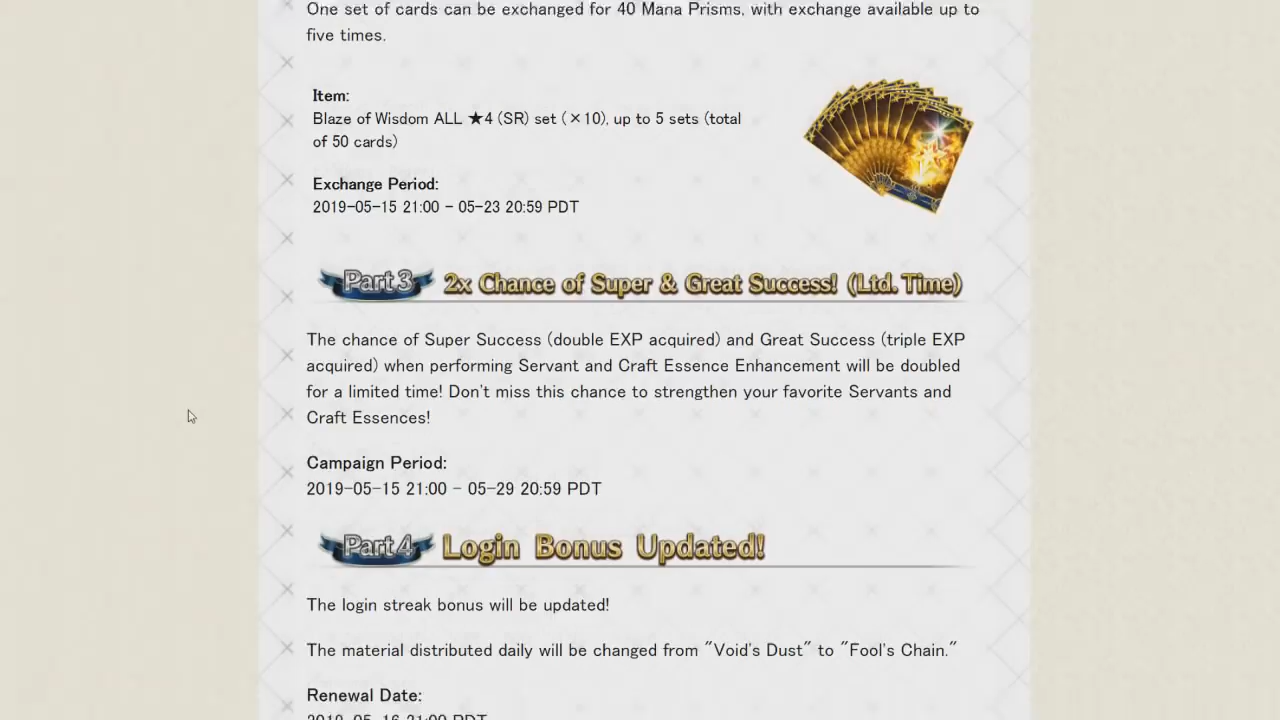 One set of cards can be exchanged for 40 Mana Prisms, with exchange available up to
five times.
Item:
Blaze of Wisdom ALL ★4 (SR) set (×10), up to 5 sets (total
of 50 cards)
Exchange Period:
2019-05-15 21:00 - 05-23 20:59 PDT
Part 3 2x Chance of Super & Great Success! (Ltd. Time)
The chance of Super Success (double EXP acquired) and Great Success (triple EXP
acquired) when performing Servant and Craft Essence Enhancement will be doubled
for a limited time! Don't miss this chance to strengthen your favorite Servants and
Craft Essences!
Campaign Period:
2019-05-15 21:00 - 05-29 20:59 PDT
Part 4 Login Bonus Updated!
The login streak bonus will be updated!
The material distributed daily will be changed from "Void's Dust" to "Fool's Chain."
Renewal Date:
2019-05-16 21:00 PDT